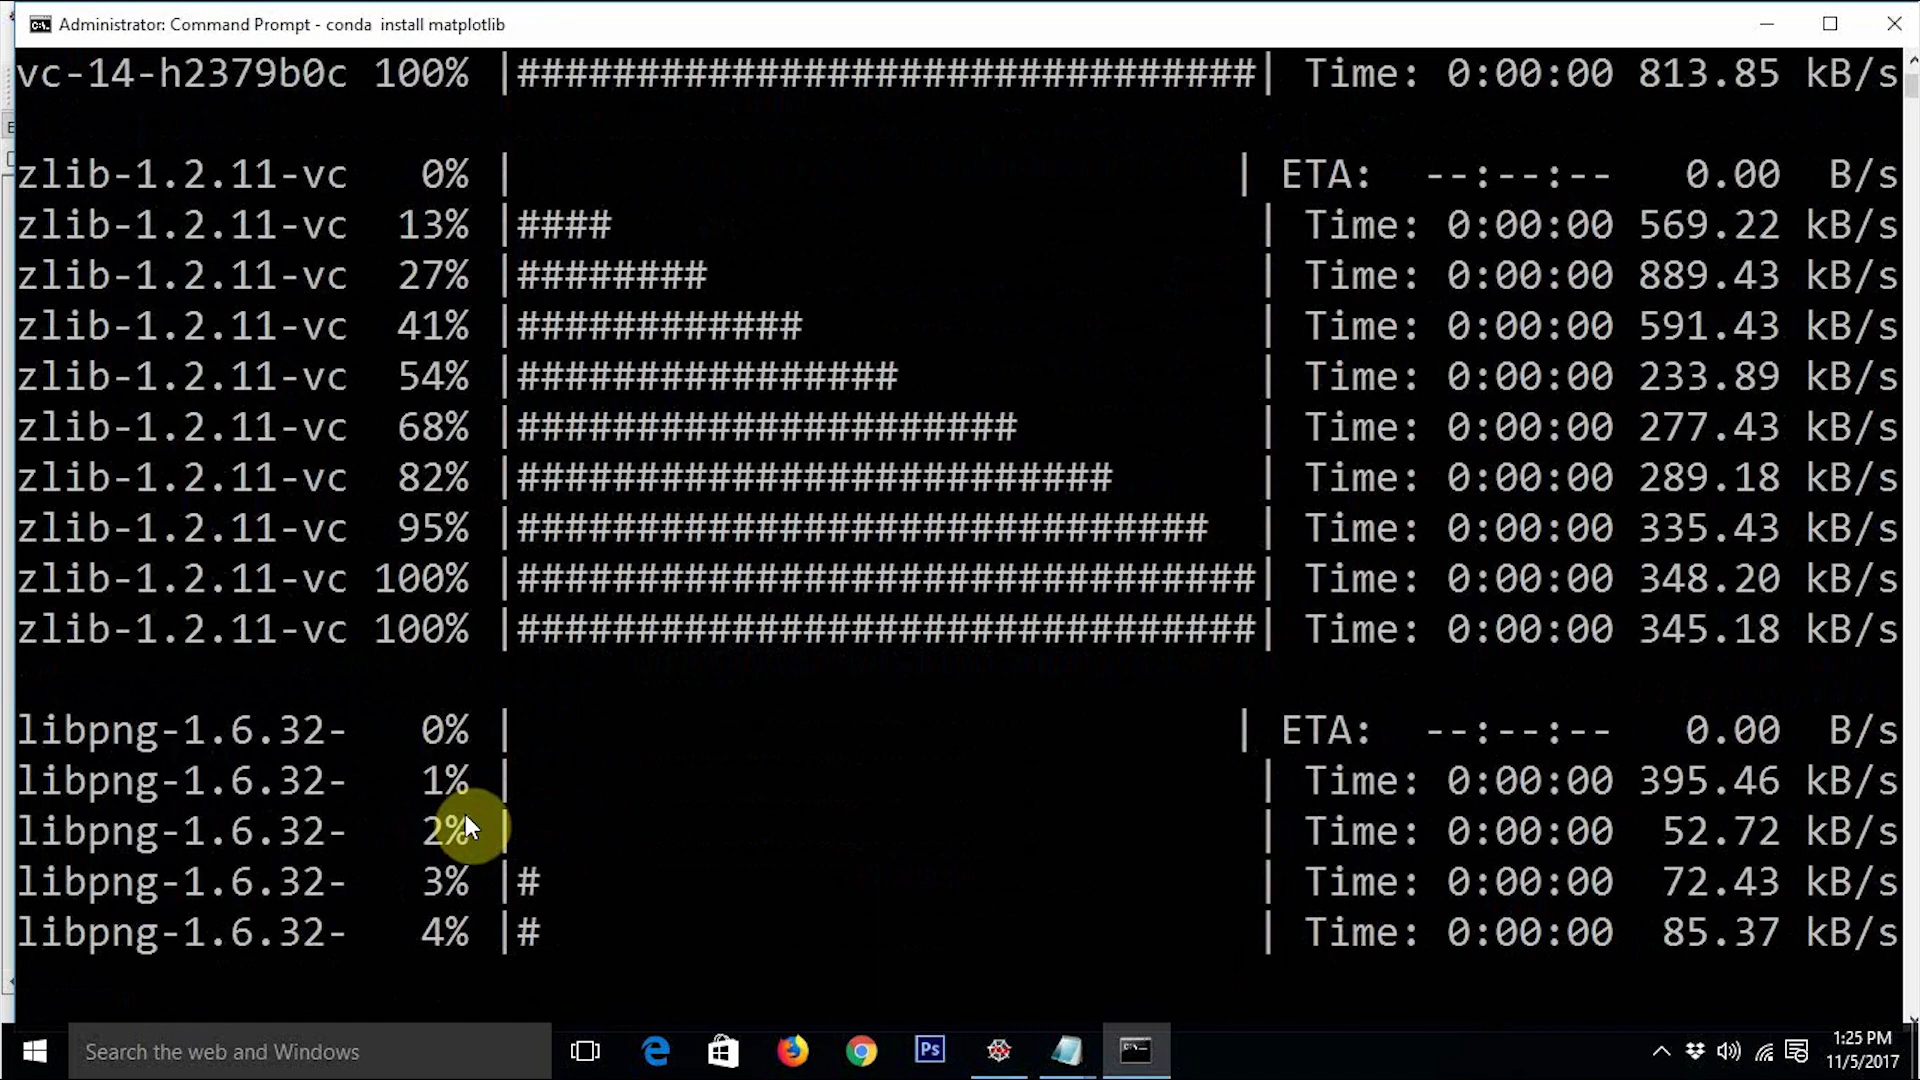 Administrator: Command Prompt - conda  install matplotlib
vc-14-h2379b0c 100% |###############################| Time: 0:00:00 813.85 kB/s
zlib-1.2.11-vc   0% |                               | ETA:  --:--:--   0.00  B/s
zlib-1.2.11-vc  13% |####                           | Time: 0:00:00 569.22 kB/s
zlib-1.2.11-vc  27% |########                       | Time: 0:00:00 889.43 kB/s
zlib-1.2.11-vc  41% |############                   | Time: 0:00:00 591.43 kB/s
zlib-1.2.11-vc  54% |################               | Time: 0:00:00 233.89 kB/s
zlib-1.2.11-vc  68% |#####################          | Time: 0:00:00 277.43 kB/s
zlib-1.2.11-vc  82% |#########################      | Time: 0:00:00 289.18 kB/s
zlib-1.2.11-vc  95% |#############################  | Time: 0:00:00 335.43 kB/s
zlib-1.2.11-vc 100% |###############################| Time: 0:00:00 348.20 kB/s
zlib-1.2.11-vc 100% |###############################| Time: 0:00:00 345.18 kB/s
libpng-1.6.32-   0% |                               | ETA:  --:--:--   0.00  B/s
libpng-1.6.32-   1% |                               | Time: 0:00:00 395.46 kB/s
libpng-1.6.32-   2% |                               | Time: 0:00:00  52.72 kB/s
libpng-1.6.32-   3% |#                              | Time: 0:00:00  72.43 kB/s
libpng-1.6.32-   4% |#                              | Time: 0:00:00  85.37 kB/s
Search the web and Windows
Ps
1:25 PM
11/5/2017